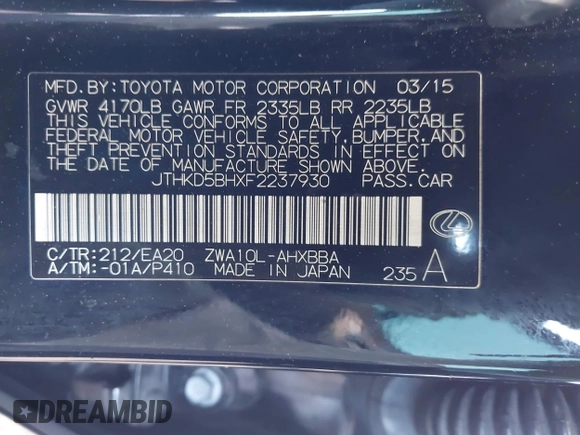 MFD.BY:TOYOTA MOTOR CORPORATION 03/15
GVWR 4170LB GAWR FR 2335LB RR 2235LB
THIS VEHICLE CONFORMS TO ALL APPLICABLE
FEDERAL MOTOR VEHICLE SAFETY, BUMPER, AND
THEFT PREVENTION STANDARDS IN EFFECT ON
THE DATE OF MANUFACTURE SHOWN ABOVE.
JTHKD5BHXF2237930 PASS.CAR
C/TR:212/EA20 ZWA10L-AHXBBA
A/TM:-01A/P410 MADE IN JAPAN 235 A
DREAMBID